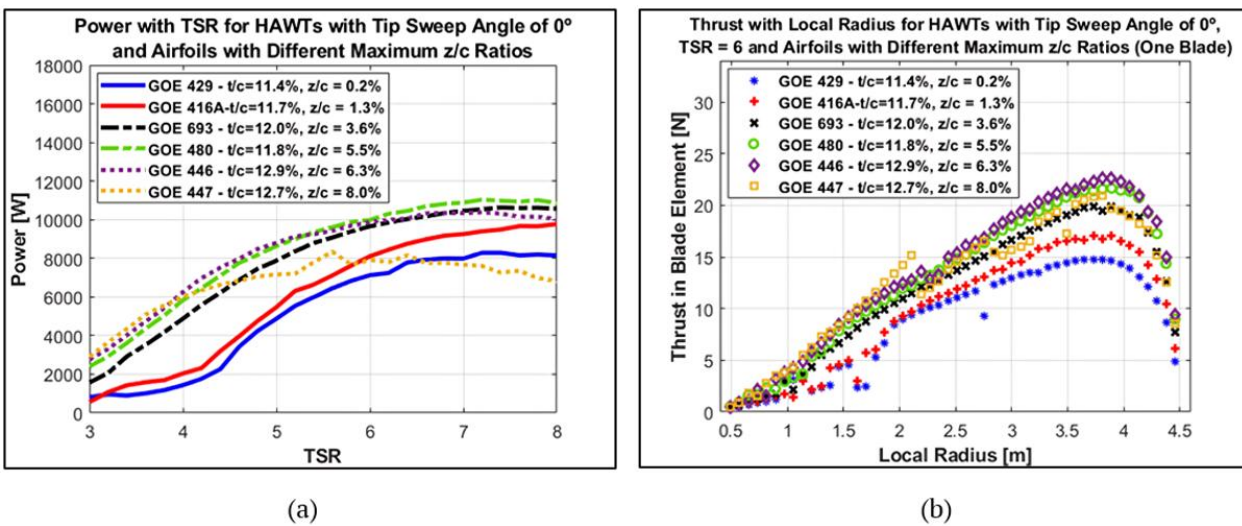 Power with TSR for HAWTs with Tip Sweep Angle of 0º
and Airfoils with Different Maximum z/c Ratios
18000
16000
14000
12000
10000
8000
6000
4000
2000
0
Power [W]
GOE 429 - t/c=11.4%, z/c = 0.2%
GOE 416A-t/c=11.7%, z/c = 1.3%
GOE 693 - t/c=12.0%, z/c = 3.6%
GOE 480 - t/c=11.8%, z/c = 5.5%
GOE 446 - t/c=12.9%, z/c = 6.3%
GOE 447 - t/c=12.7%, z/c = 8.0%
3 4 5 6 7 8
TSR
(a)
Thrust with Local Radius for HAWTs with Tip Sweep Angle of 0º,
TSR = 6 and Airfoils with Different Maximum z/c Ratios (One Blade)
30
25
20
15
10
5
0
Thrust in Blade Element [N]
GOE 429 - t/c=11.4%, z/c = 0.2%
GOE 416A-t/c=11.7%, z/c = 1.3%
GOE 693 - t/c=12.0%, z/c = 3.6%
GOE 480 - t/c=11.8%, z/c = 5.5%
GOE 446 - t/c=12.9%, z/c = 6.3%
GOE 447 - t/c=12.7%, z/c = 8.0%
0.5 1 1.5 2 2.5 3 3.5 4 4.5
Local Radius [m]
(b)